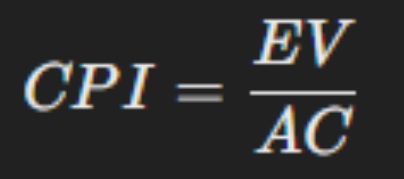 CPI = EV / AC